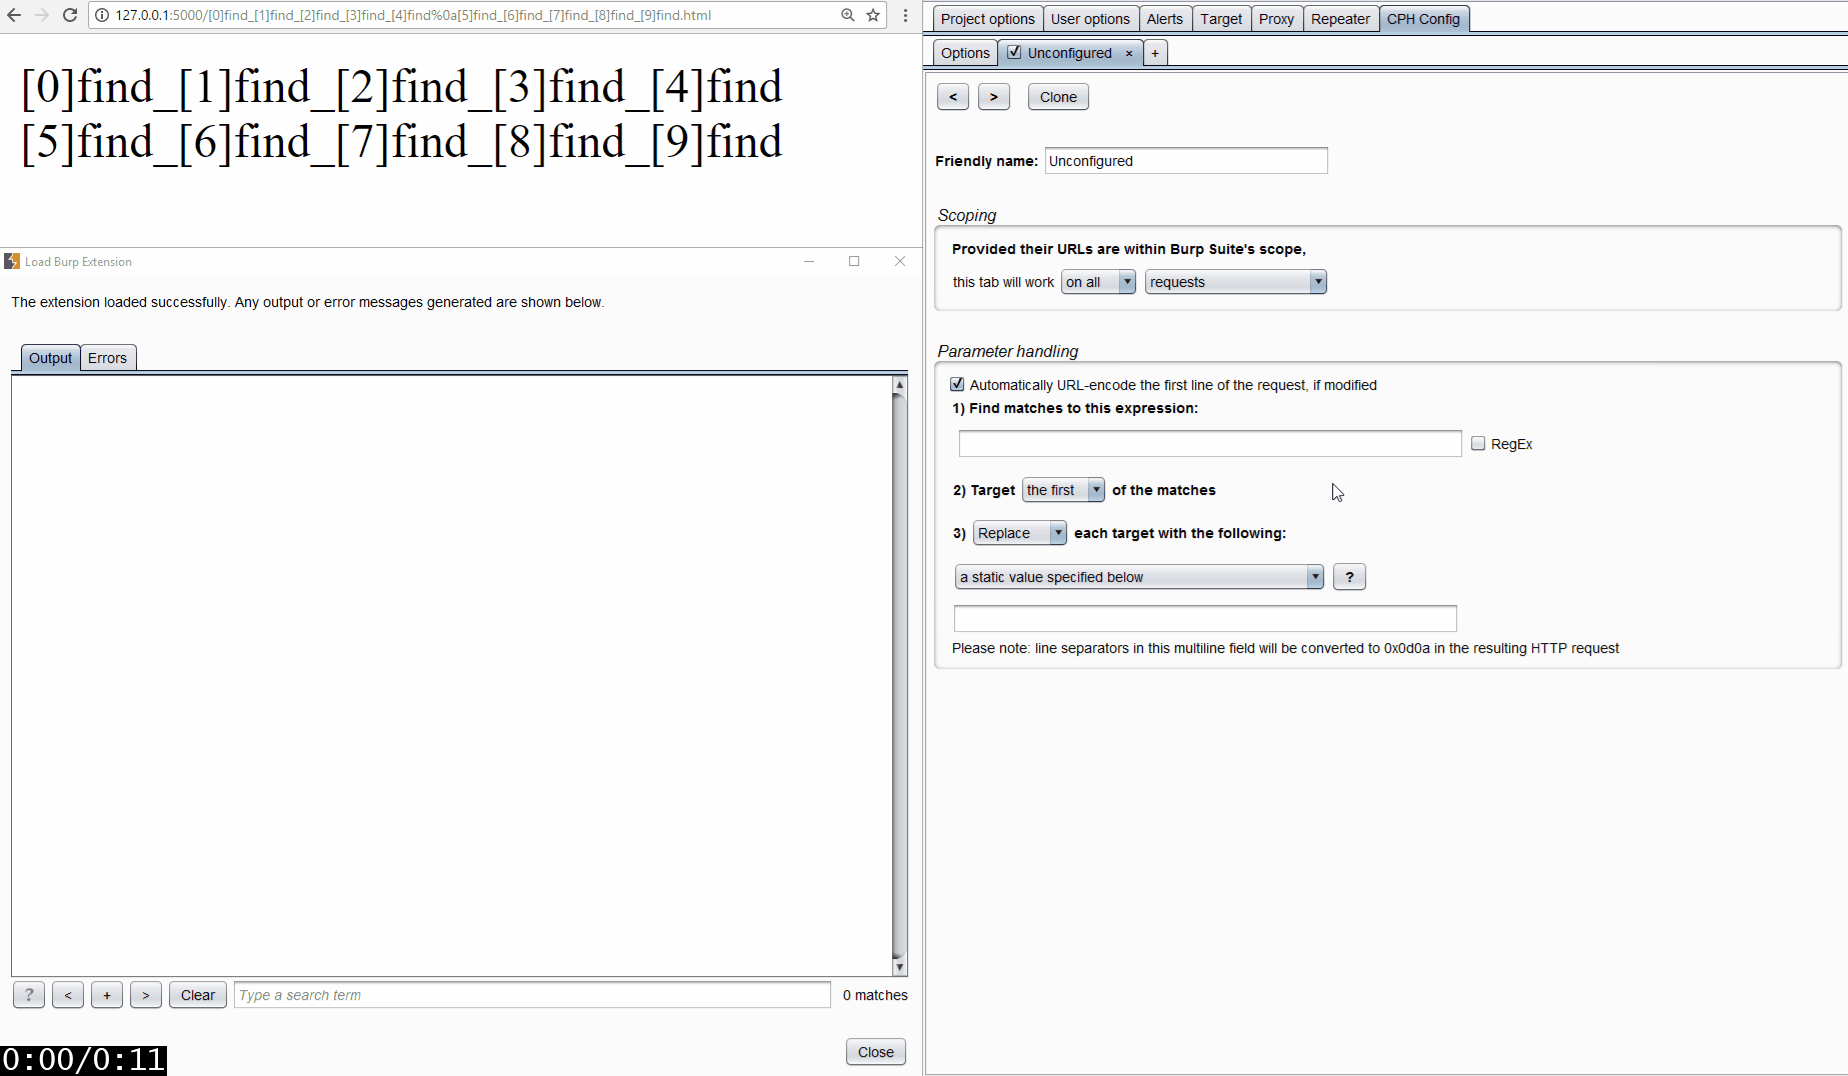 127.0.0.1:5000/[0]find_[1]find_[2]find_[3]find_[4]find%0a[5]find_[6]find_[7]find_[8]find_[9]find.html
[0]find_[1]find_[2]find_[3]find_[4]find
[5]find_[6]find_[7]find_[8]find_[9]find
Load Burp Extension
The extension loaded successfully. Any output or error messages generated are shown below.
Output Errors
? < + > Clear Type a search term 0 matches
Close
0:00/0:11
Project options User options Alerts Target Proxy Repeater CPH Config
Options Unconfigured × +
< > Clone
Friendly name: Unconfigured
Scoping
Provided their URLs are within Burp Suite's scope,
this tab will work on all requests
Parameter handling
Automatically URL-encode the first line of the request, if modified
1) Find matches to this expression:
RegEx
2) Target the first of the matches
3) Replace each target with the following:
a static value specified below ?
Please note: line separators in this multiline field will be converted to 0x0d0a in the resulting HTTP request